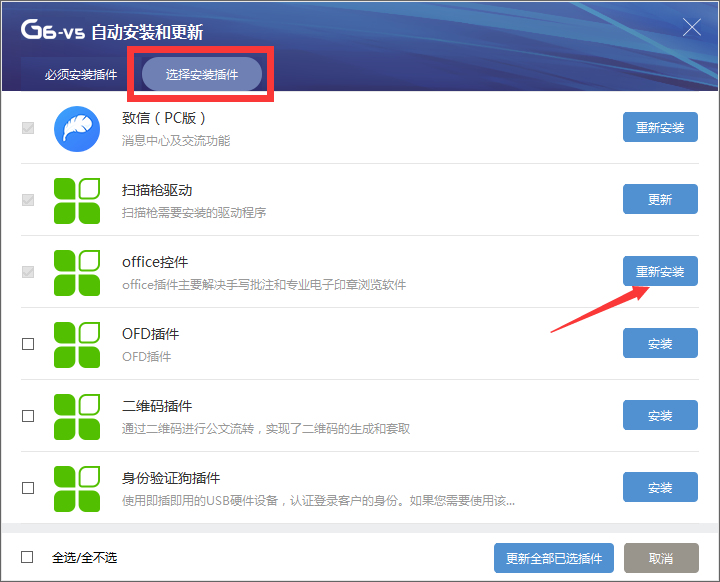 G6-V5 自动安装和更新
必须安装插件 选择安装插件
致信（PC版）
消息中心及交流功能
重新安装
扫描枪驱动
扫描枪需要安装的驱动程序
更新
office控件
office插件主要解决手写批注和专业电子印章浏览软件
重新安装
OFD插件
OFD插件
安装
二维码插件
通过二维码进行公文流转，实现了二维码的生成和套取
安装
身份验证狗插件
使用即插即用的USB硬件设备，认证登录客户的身份。如果您需要使用该...
安装
全选/全不选 更新全部已选插件 取消